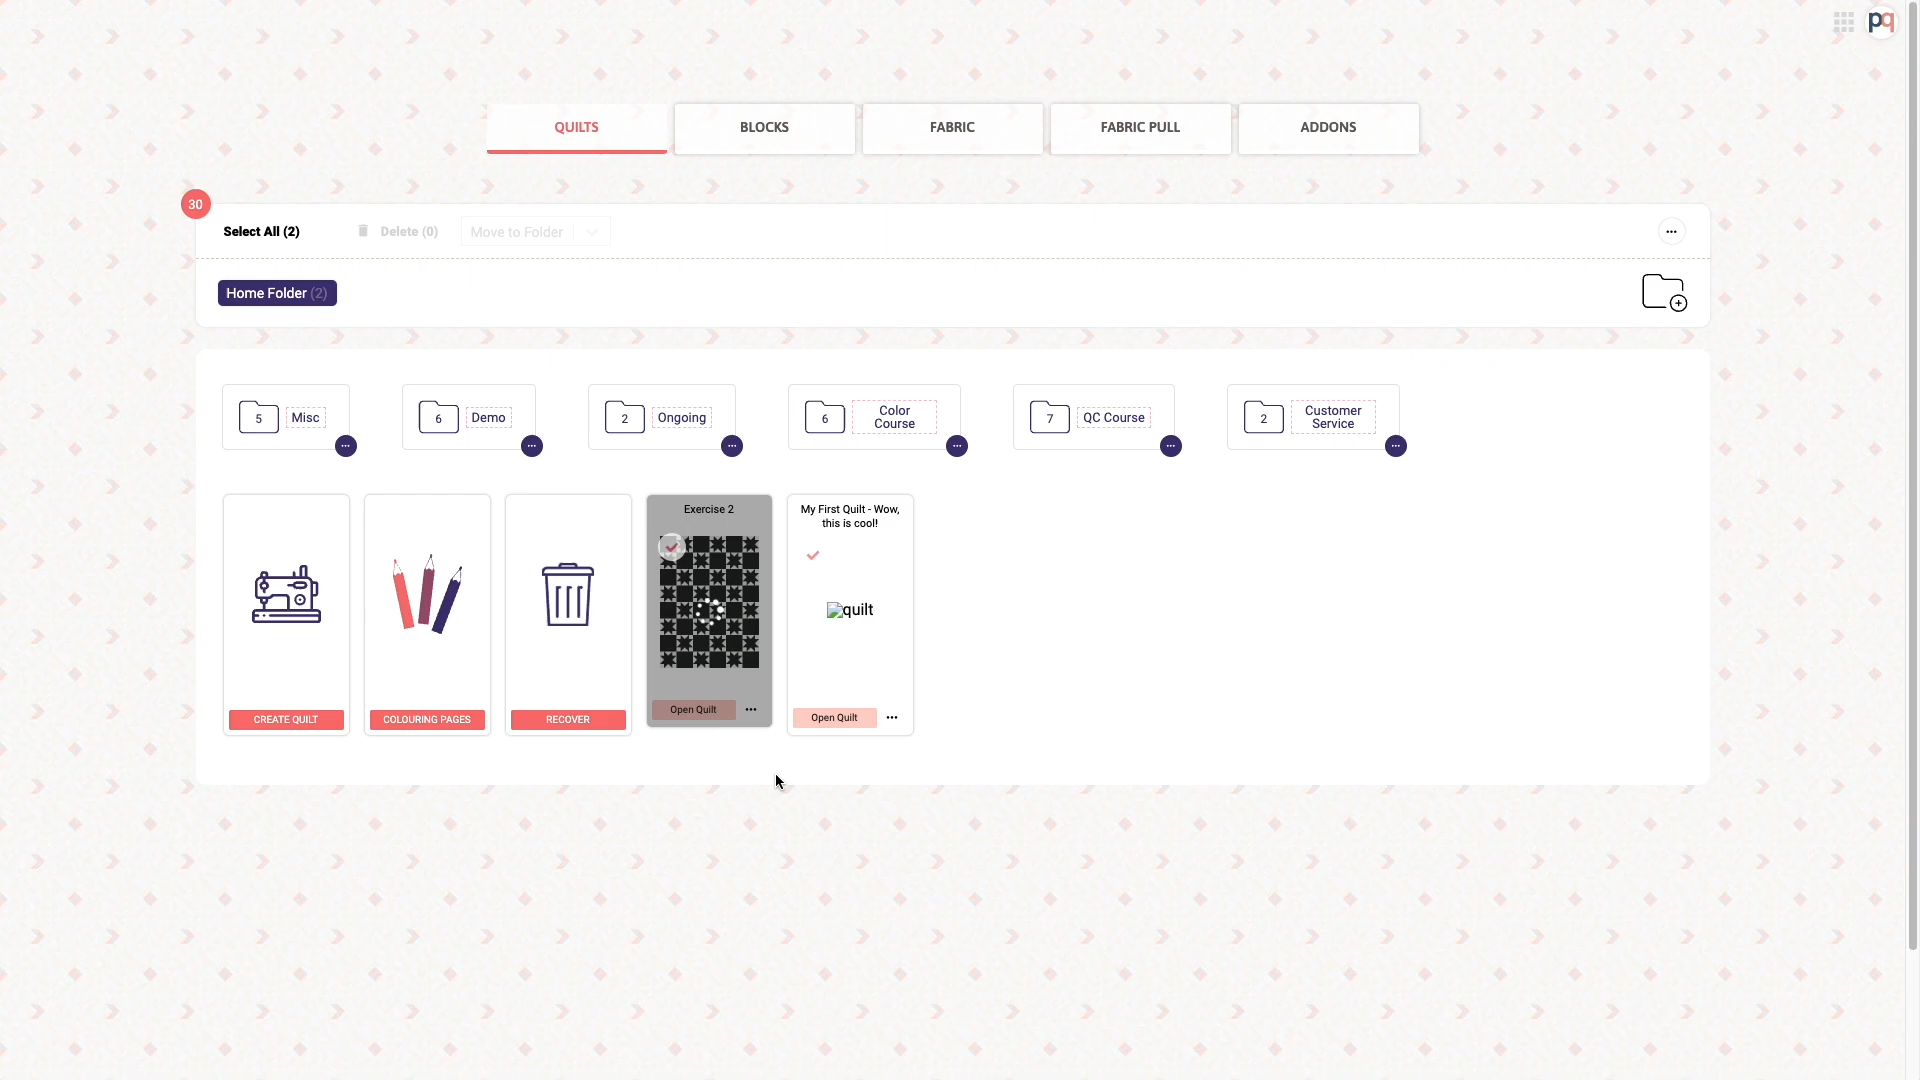 pq
QUILTS
BLOCKS
FABRIC
FABRIC PULL
ADDONS
30
Select All (2)
Delete (0)
Move to Folder
Home Folder (2)
5
Misc
6
Demo
2
Ongoing
6
Color
Course
7
QC Course
2
Customer
Service
Exercise 2
My First Quilt - Wow,
this is cool!
quilt
Open Quilt
Open Quilt
CREATE QUILT
COLOURING PAGES
RECOVER